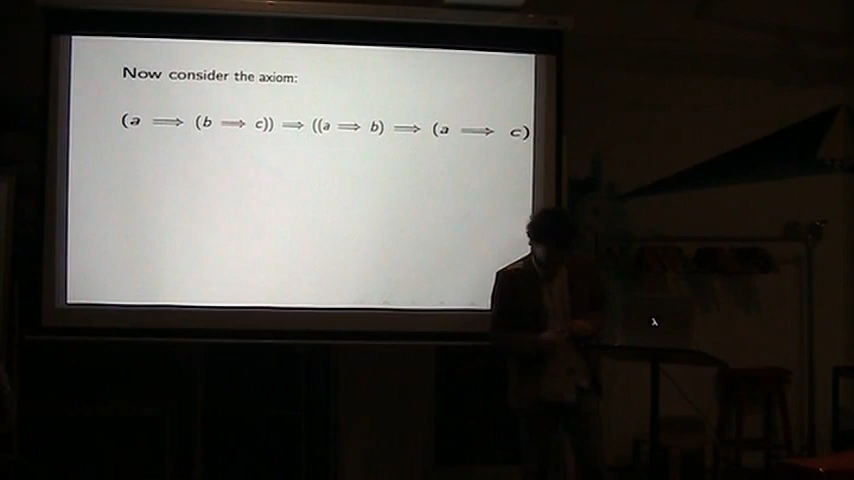 Now consider the axiom:
(a ⟹ (b ⟹ c)) ⟹ ((a ⟹ b) ⟹ (a ⟹ c)
λ